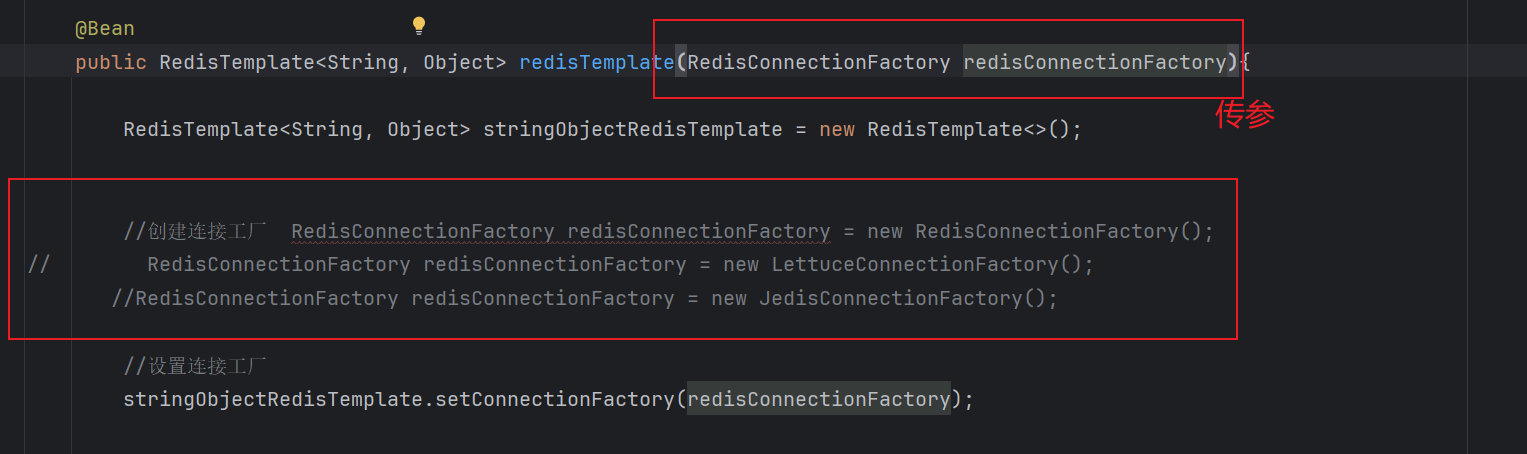 @Bean
public RedisTemplate<String, Object> redisTemplate(RedisConnectionFactory redisConnectionFactory){
传参
RedisTemplate<String, Object> stringObjectRedisTemplate = new RedisTemplate<>();
//创建连接工厂  RedisConnectionFactory redisConnectionFactory = new RedisConnectionFactory();
//        RedisConnectionFactory redisConnectionFactory = new LettuceConnectionFactory();
//RedisConnectionFactory redisConnectionFactory = new JedisConnectionFactory();
//设置连接工厂
stringObjectRedisTemplate.setConnectionFactory(redisConnectionFactory);